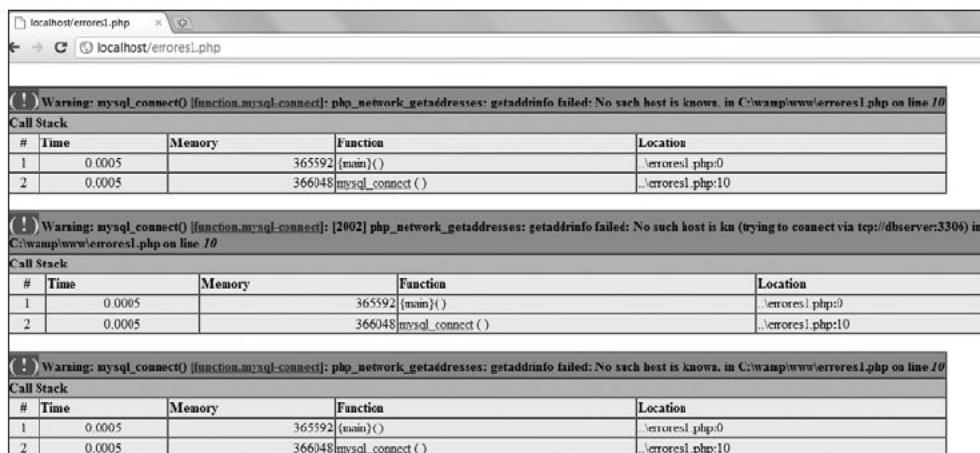 localhost/errores1.php
localhost/errores1.php
( ! ) Warning: mysql_connect() [function.mysql-connect]: php_network_getaddresses: getaddrinfo failed: No such host is known. in C:\wamp\www\errores1.php on line 10
Call Stack
# Time Memory Function Location
1 0.0005 365592 {main}( ) ..\errores1.php:0
2 0.0005 366048 mysql_connect ( ) ..\errores1.php:10
( ! ) Warning: mysql_connect() [function.mysql-connect]: [2002] php_network_getaddresses: getaddrinfo failed: No such host is kn (trying to connect via tcp://dbserver:3306) in
C:\wamp\www\errores1.php on line 10
Call Stack
# Time Memory Function Location
1 0.0005 365592 {main}( ) ..\errores1.php:0
2 0.0005 366048 mysql_connect ( ) ..\errores1.php:10
( ! ) Warning: mysql_connect() [function.mysql-connect]: php_network_getaddresses: getaddrinfo failed: No such host is known. in C:\wamp\www\errores1.php on line 10
Call Stack
# Time Memory Function Location
1 0.0005 365592 {main}( ) ..\errores1.php:0
2 0.0005 366048 mysql_connect ( ) ..\errores1.php:10